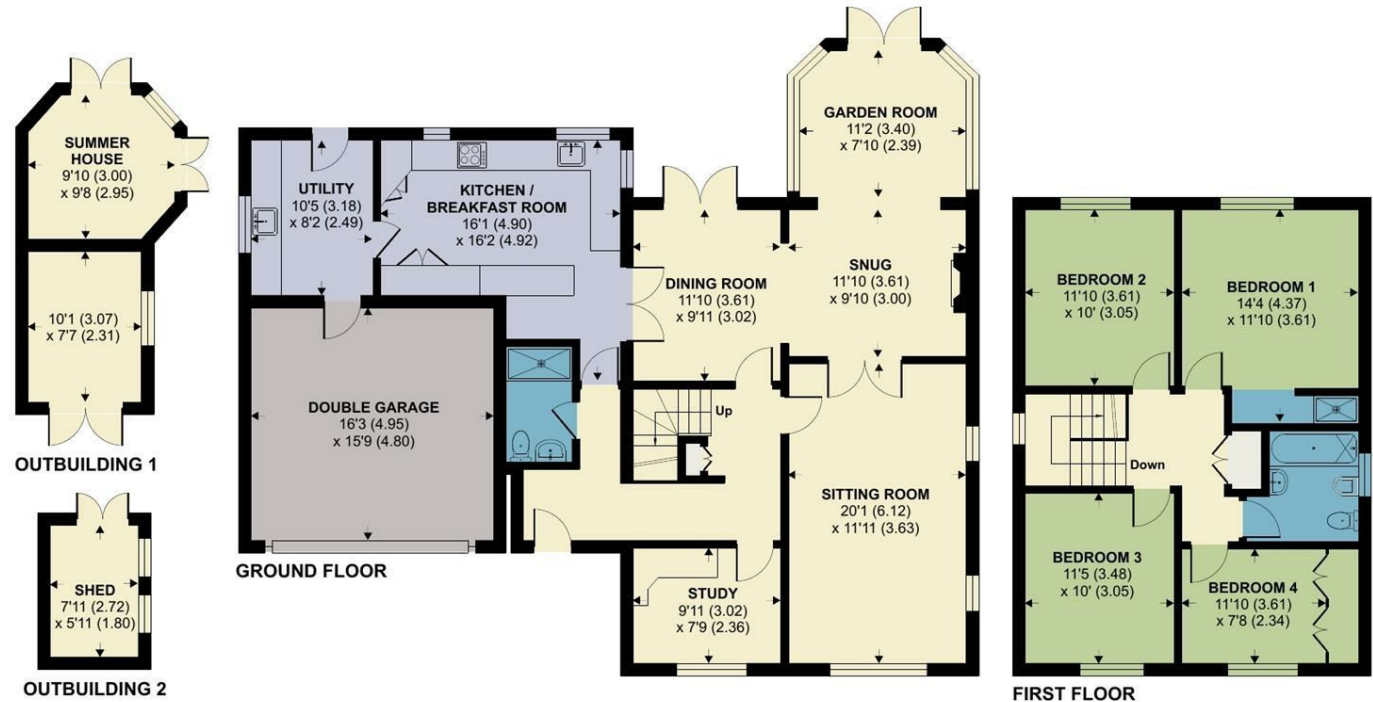 SUMMER
HOUSE
9'10 (3.00)
x 9'8 (2.95)
10'1 (3.07)
x 7'7 (2.31)
OUTBUILDING 1
SHED
7'11 (2.72)
x 5'11 (1.80)
OUTBUILDING 2
UTILITY
10'5 (3.18)
x 8'2 (2.49)
KITCHEN /
BREAKFAST ROOM
16'1 (4.90)
x 16'2 (4.92)
GARDEN ROOM
11'2 (3.40)
x 7'10 (2.39)
DINING ROOM
11'10 (3.61)
x 9'11 (3.02)
SNUG
11'10 (3.61)
x 9'10 (3.00)
DOUBLE GARAGE
16'3 (4.95)
x 15'9 (4.80)
Up
SITTING ROOM
20'1 (6.12)
x 11'11 (3.63)
STUDY
9'11 (3.02)
x 7'9 (2.36)
GROUND FLOOR
BEDROOM 2
11'10 (3.61)
x 10' (3.05)
BEDROOM 1
14'4 (4.37)
x 11'10 (3.61)
Down
BEDROOM 3
11'5 (3.48)
x 10' (3.05)
BEDROOM 4
11'10 (3.61)
x 7'8 (2.34)
FIRST FLOOR